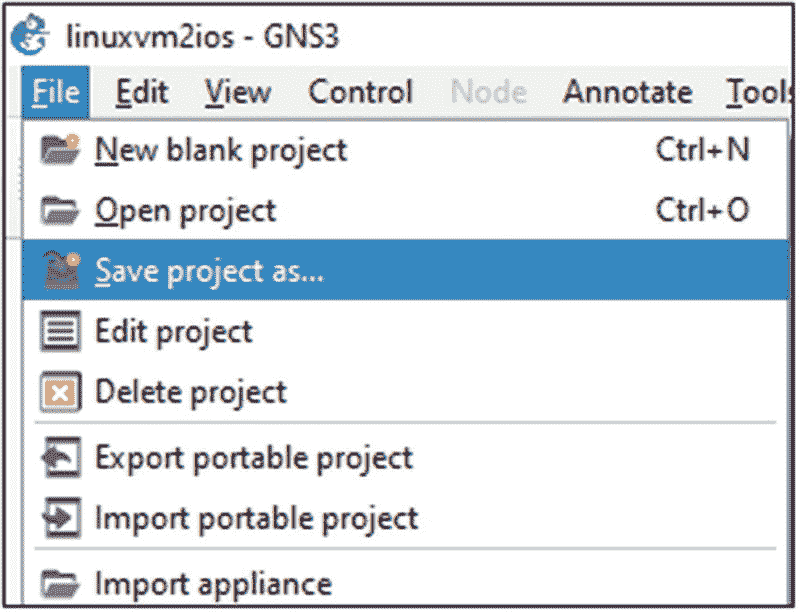 linuxvm2ios - GNS3
File Edit View Control Node Annotate Tools
New blank project Ctrl+N
Open project Ctrl+O
Save project as...
Edit project
Delete project
Export portable project
Import portable project
Import appliance